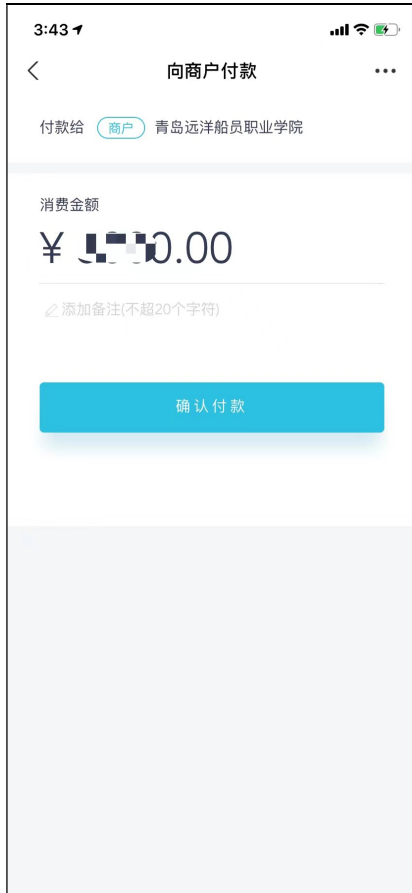 3:43
向商户付款
付款给 商户 青岛远洋船员职业学院
消费金额
¥ 0.00
添加备注(不超20个字符)
确认付款